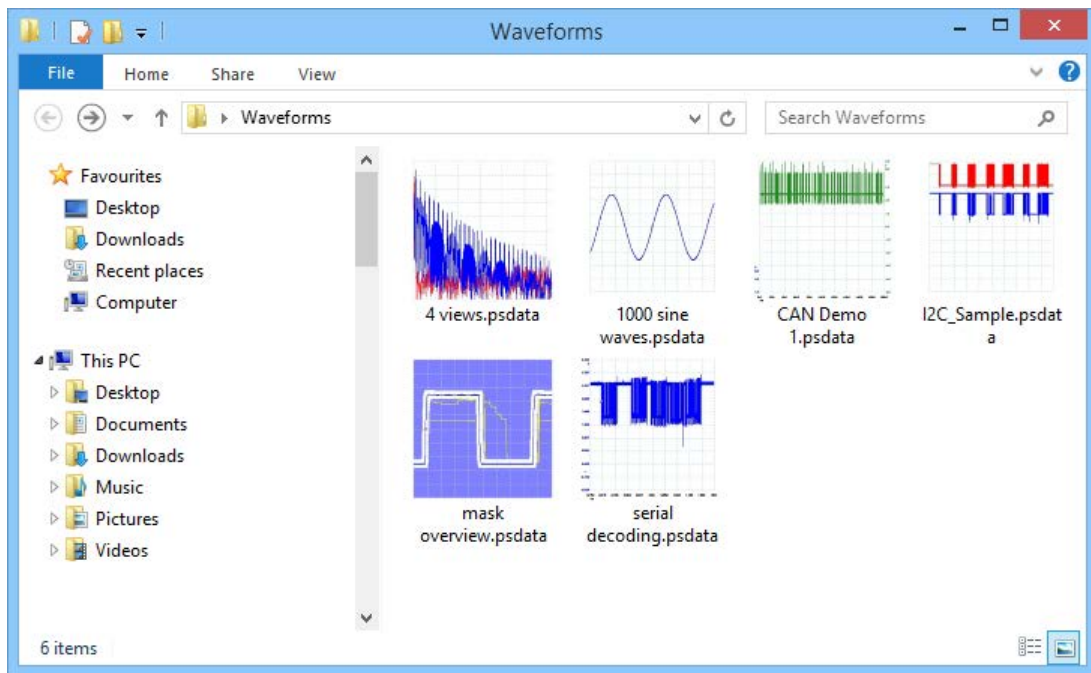 Waveforms
File Home Share View
Waveforms
Search Waveforms
Favourites
Desktop
Downloads
Recent places
Computer
This PC
Desktop
Documents
Downloads
Music
Pictures
Videos
4 views.psdata
1000 sine
waves.psdata
CAN Demo
1.psdata
I2C_Sample.psdat
a
mask
overview.psdata
serial
decoding.psdata
6 items